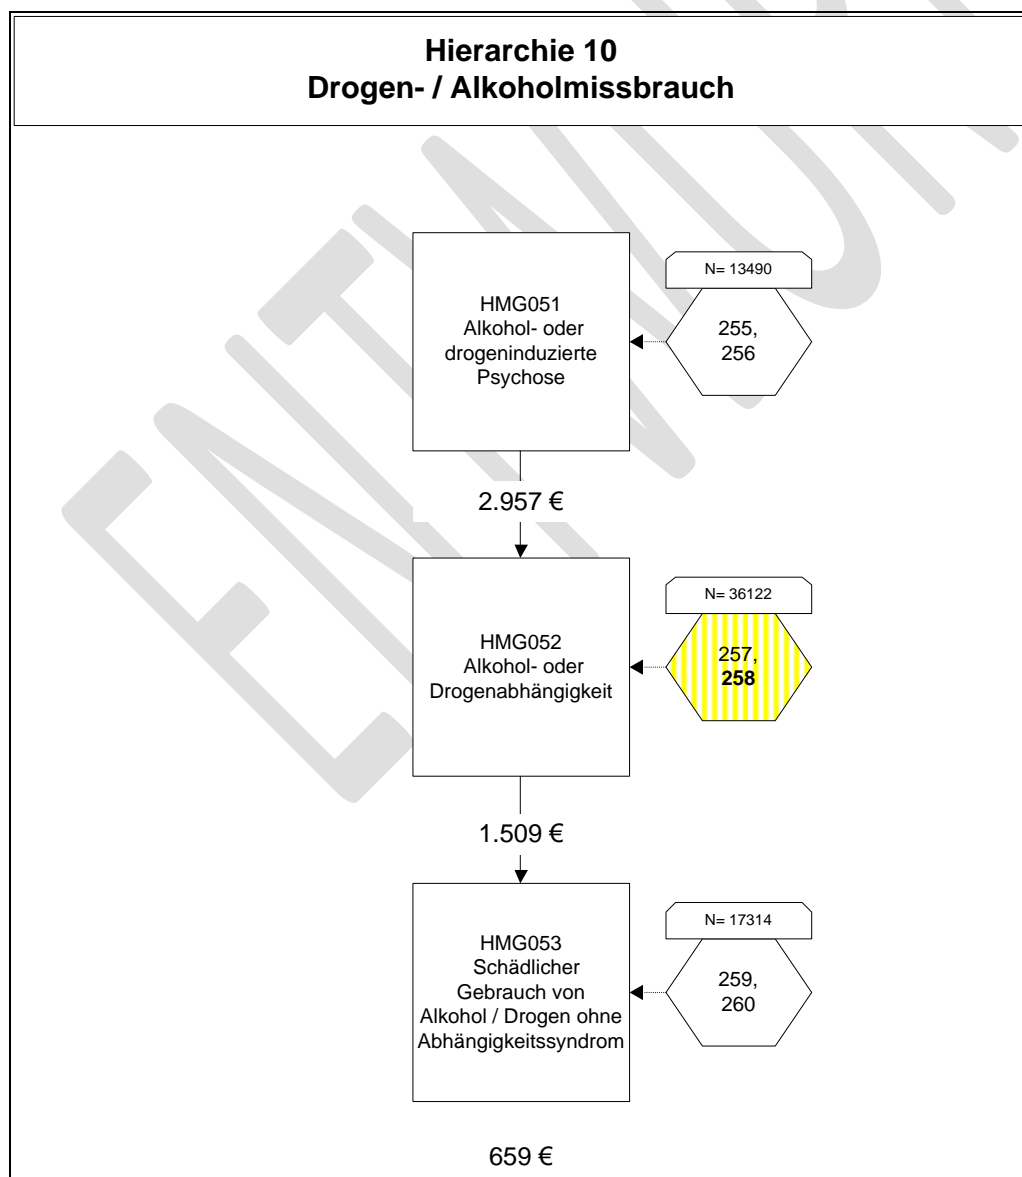 Hierarchie 10
Drogen- / Alkoholmissbrauch
HMG051
Alkohol- oder
drogeninduzierte
Psychose
N= 13490
255,
256
2.957 €
HMG052
Alkohol- oder
Drogenabhängigkeit
N= 36122
257,
258
1.509 €
HMG053
Schädlicher
Gebrauch von
Alkohol / Drogen ohne
Abhängigkeitssyndrom
N= 17314
259,
260
659 €